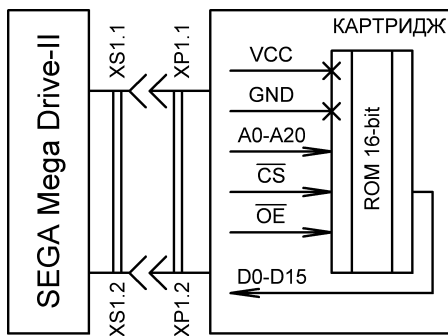 SEGA Mega Drive-II
XS1.1
XP1.1
XS1.2
XP1.2
КАРТРИДЖ
VCC
GND
A0-A20
CS
OE
D0-D15
ROM 16-bit